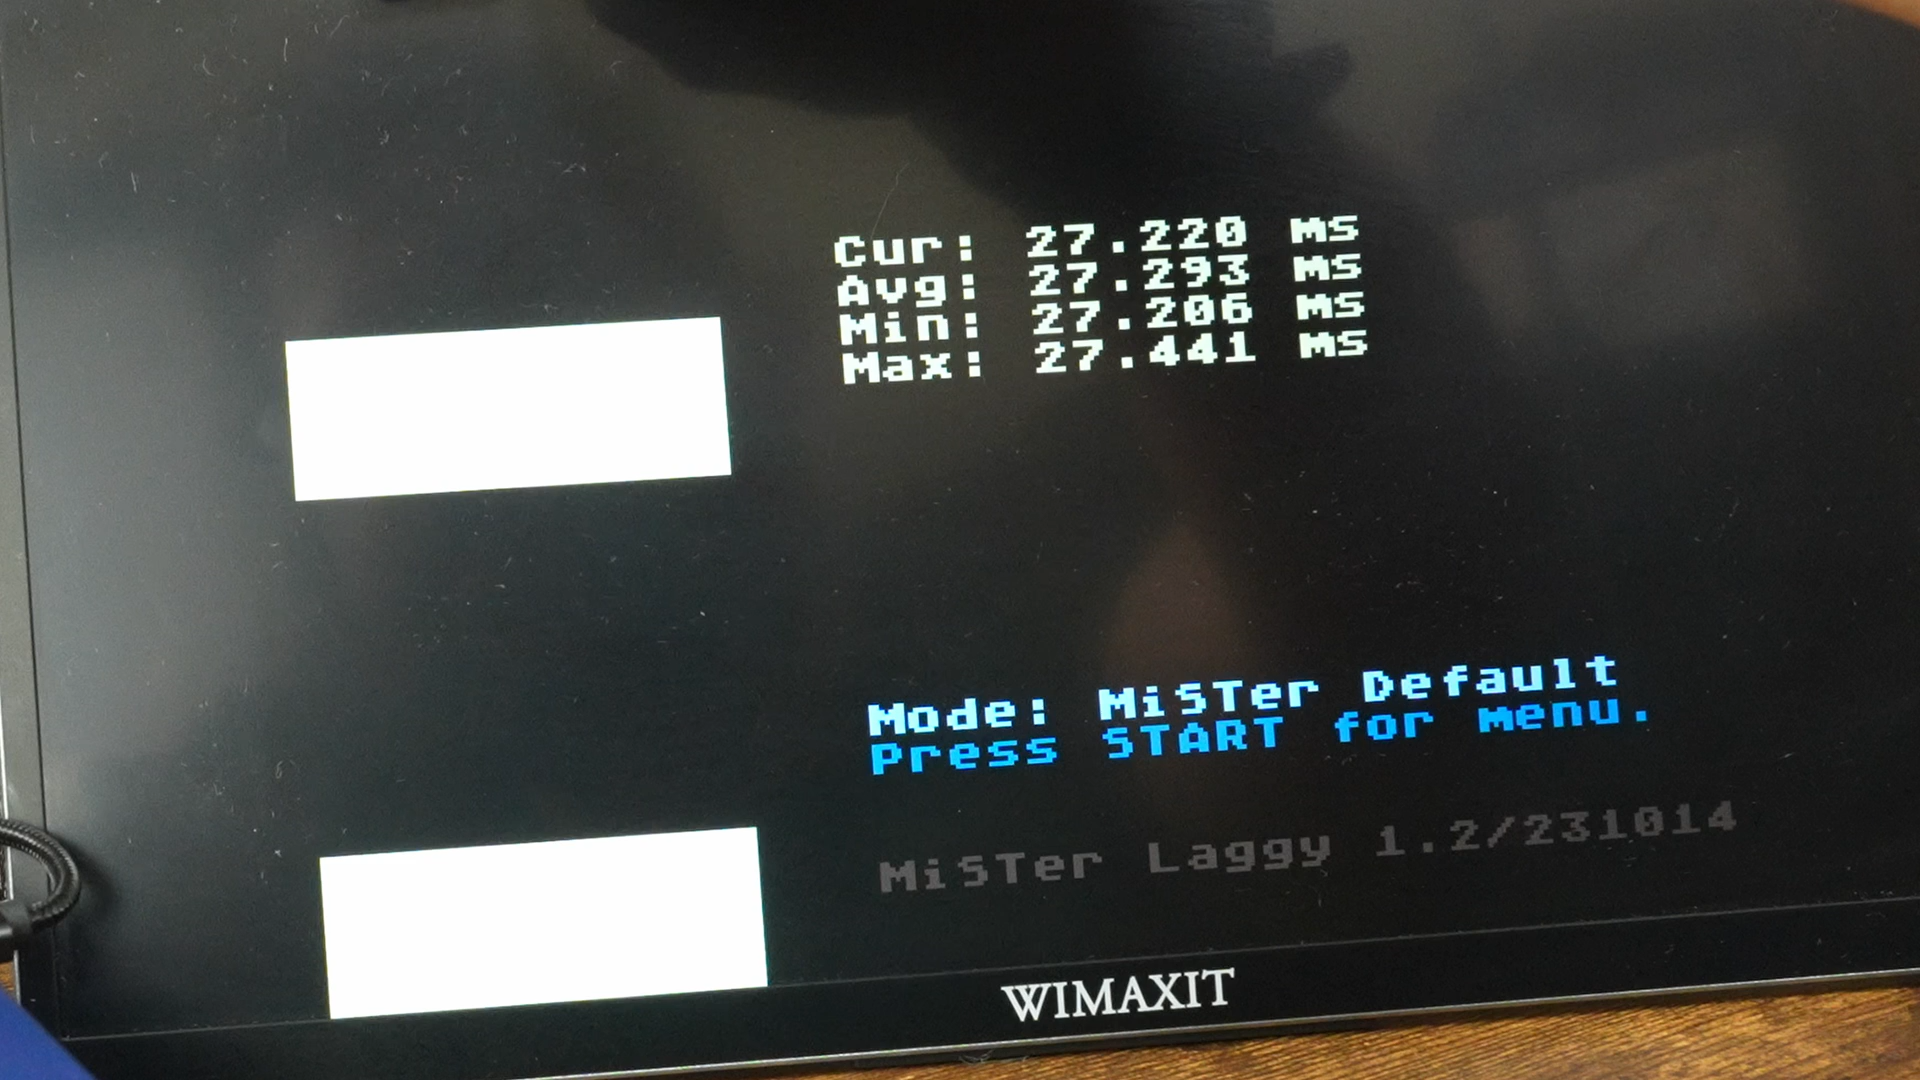 Cur: 27.220 ms
Avg: 27.293 ms
Min: 27.206 ms
Max: 27.441 ms
Mode: MiSTer Default
Press START for menu.
MiSTer Laggy 1.2/231014
WIMAXIT